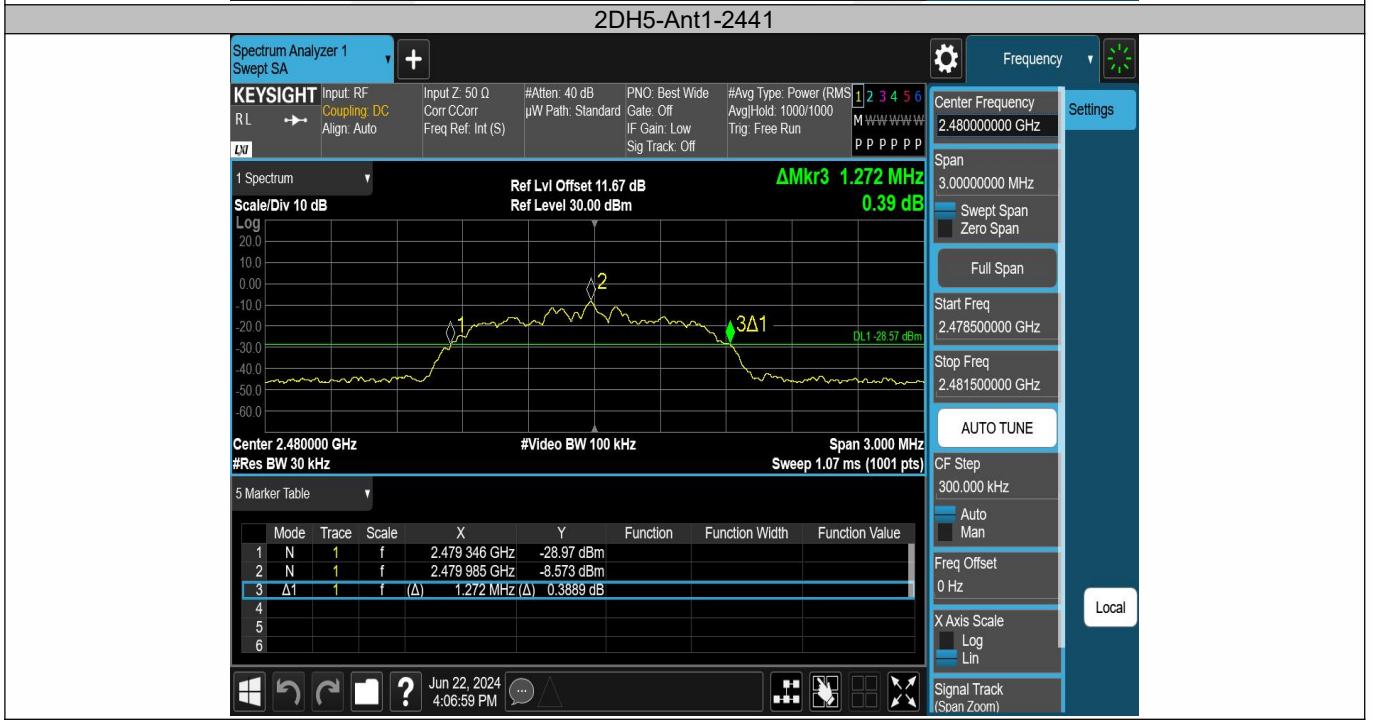 2DH5-Ant1-2441
Spectrum Analyzer 1
Swept SA
+
Frequency
KEYSIGHT
RL
LXI
Input: RF
Coupling: DC
Align: Auto
Input Z: 50 Ω
Corr CCorr
Freq Ref: Int (S)
#Atten: 40 dB
µW Path: Standard
PNO: Best Wide
Gate: Off
IF Gain: Low
Sig Track: Off
#Avg Type: Power (RMS
Avg|Hold: 1000/1000
Trig: Free Run
1 2 3 4 5 6
M W W W W W
P P P P P P
1 Spectrum
Scale/Div 10 dB
Ref Lvl Offset 11.67 dB
Ref Level 30.00 dBm
ΔMkr3 1.272 MHz
0.39 dB
Log
20.0
10.0
0.00
-10.0
-20.0
-30.0
-40.0
-50.0
-60.0
1
2
3Δ1
DL1 -28.57 dBm
Center 2.480000 GHz
#Res BW 30 kHz
#Video BW 100 kHz
Span 3.000 MHz
Sweep 1.07 ms (1001 pts)
5 Marker Table
Mode Trace Scale X Y Function Function Width Function Value
1 N 1 f 2.479 346 GHz -28.97 dBm
2 N 1 f 2.479 985 GHz -8.573 dBm
3 Δ1 1 f (Δ) 1.272 MHz (Δ) 0.3889 dB
4
5
6
Jun 22, 2024
4:06:59 PM
?
Center Frequency
2.480000000 GHz
Settings
Span
3.00000000 MHz
Swept Span
Zero Span
Full Span
Start Freq
2.478500000 GHz
Stop Freq
2.481500000 GHz
AUTO TUNE
CF Step
300.000 kHz
Auto
Man
Freq Offset
0 Hz
X Axis Scale
Log
Lin
Signal Track
(Span Zoom)
Local